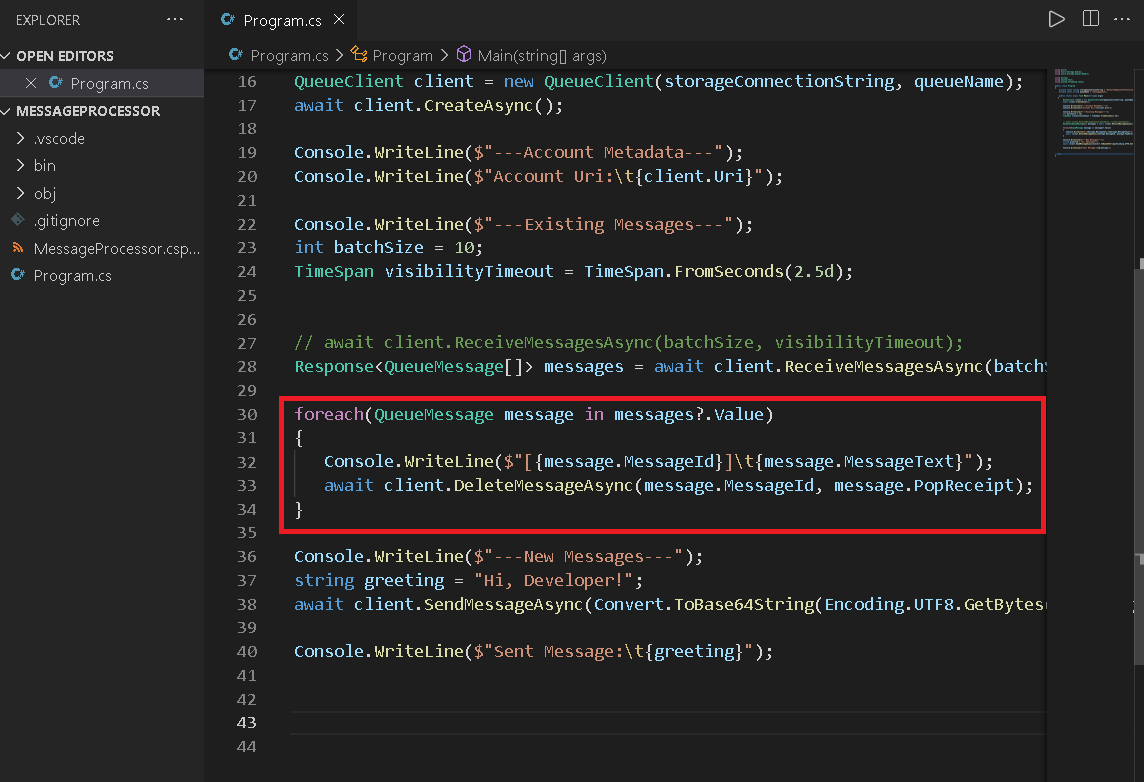 EXPLORER
OPEN EDITORS
Program.cs
MESSAGEPROCESSOR
.vscode
bin
obj
.gitignore
MessageProcessor.csp...
Program.cs
Program.cs
Program.cs > Program > Main(string[] args)
16 QueueClient client = new QueueClient(storageConnectionString, queueName);
17 await client.CreateAsync();
18
19 Console.WriteLine($"---Account Metadata---");
20 Console.WriteLine($"Account Uri:\t{client.Uri}");
21
22 Console.WriteLine($"---Existing Messages---");
23 int batchSize = 10;
24 TimeSpan visibilityTimeout = TimeSpan.FromSeconds(2.5d);
25
26
27 // await client.ReceiveMessagesAsync(batchSize, visibilityTimeout);
28 Response<QueueMessage[]> messages = await client.ReceiveMessagesAsync(batchS
29
30 foreach(QueueMessage message in messages?.Value)
31 {
32 Console.WriteLine($"[{message.MessageId}]\t{message.MessageText}");
33 await client.DeleteMessageAsync(message.MessageId, message.PopReceipt);
34 }
35
36 Console.WriteLine($"---New Messages---");
37 string greeting = "Hi, Developer!";
38 await client.SendMessageAsync(Convert.ToBase64String(Encoding.UTF8.GetBytes(
39
40 Console.WriteLine($"Sent Message:\t{greeting}");
41
42
43
44